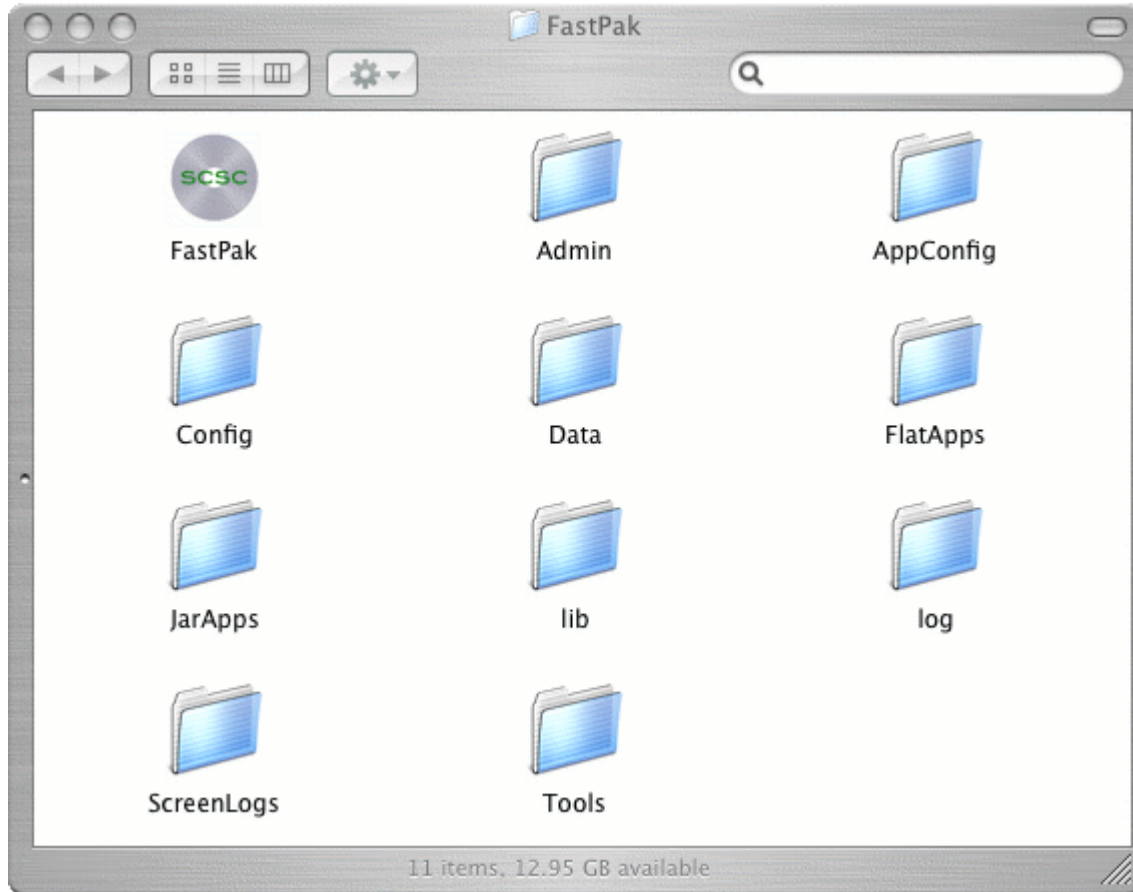 FastPak
SCSC
FastPak Admin AppConfig
Config Data FlatApps
JarApps lib log
ScreenLogs Tools
11 items, 12.95 GB available